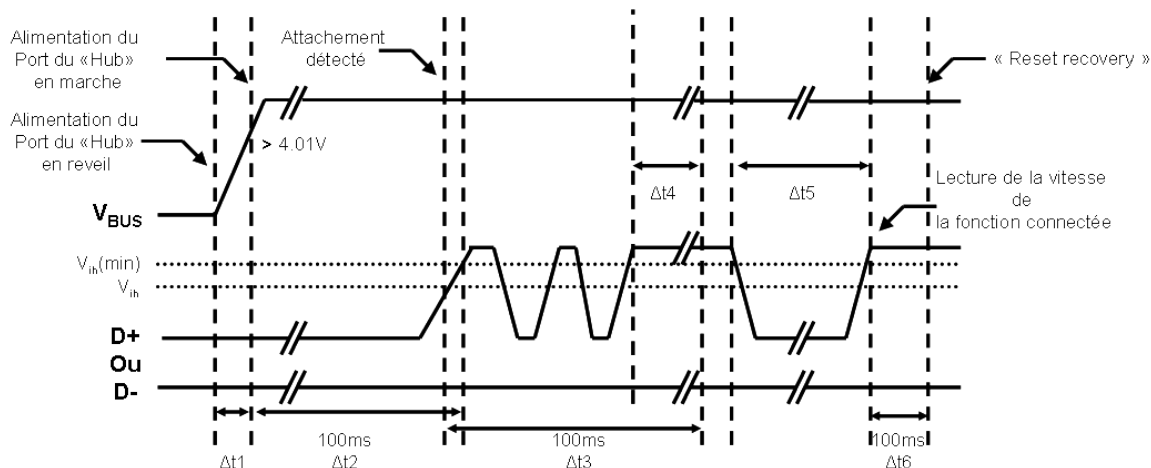 Alimentation du
Port du «Hub»
en marche
Attachement
détecté
« Reset recovery »
Alimentation du
Port du «Hub»
en reveil
> 4.01V
Δt4
Δt5
Lecture de la vitesse
de
la fonction connectée
VBUS
Vih(min)
Vih
D+
Ou
D-
100ms
100ms
100ms
Δt1
Δt2
Δt3
Δt6